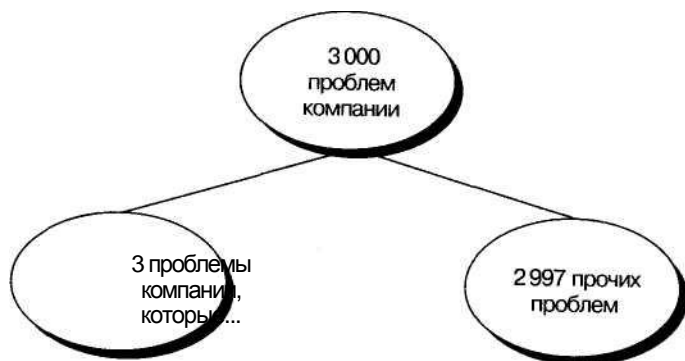 3 000
проблем
компании
3 проблемы
компании,
которые...
2 997 прочих
проблем